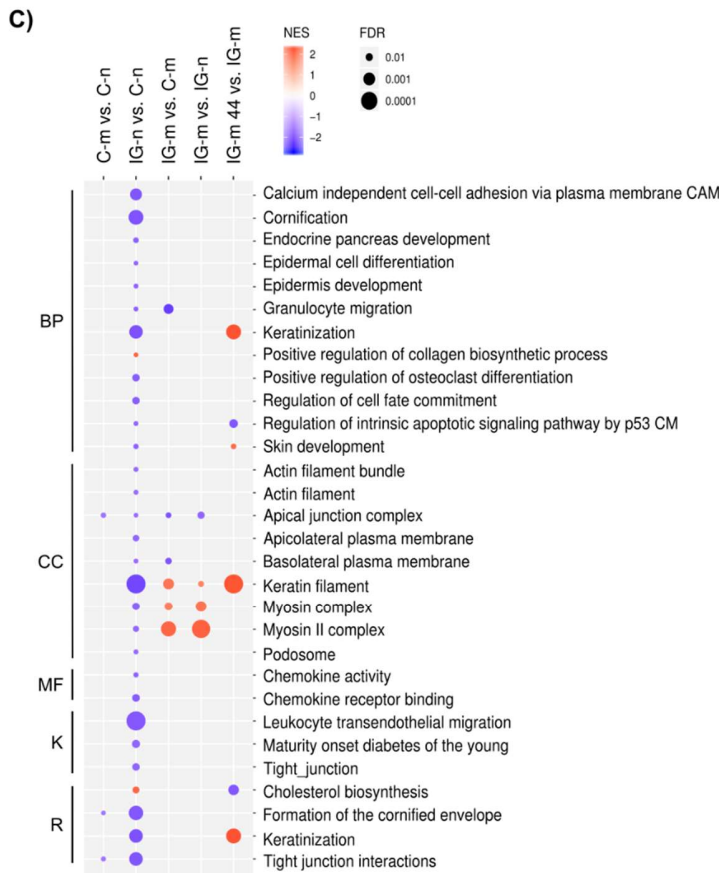 C)
NES
2
1
0
−1
−2
FDR
0.01
0.001
0.0001
C-m vs. C-n
IG-n vs. C-n
IG-m vs. C-m
IG-m vs. IG-n
IG-m 44 vs. IG-m
BP
Calcium independent cell-cell adhesion via plasma membrane CAM
Cornification
Endocrine pancreas development
Epidermal cell differentiation
Epidermis development
Granulocyte migration
Keratinization
Positive regulation of collagen biosynthetic process
Positive regulation of osteoclast differentiation
Regulation of cell fate commitment
Regulation of intrinsic apoptotic signaling pathway by p53 CM
Skin development
CC
Actin filament bundle
Actin filament
Apical junction complex
Apicolateral plasma membrane
Basolateral plasma membrane
Keratin filament
Myosin complex
Myosin II complex
Podosome
MF
Chemokine activity
Chemokine receptor binding
K
Leukocyte transendothelial migration
Maturity onset diabetes of the young
Tight_junction
R
Cholesterol biosynthesis
Formation of the cornified envelope
Keratinization
Tight junction interactions